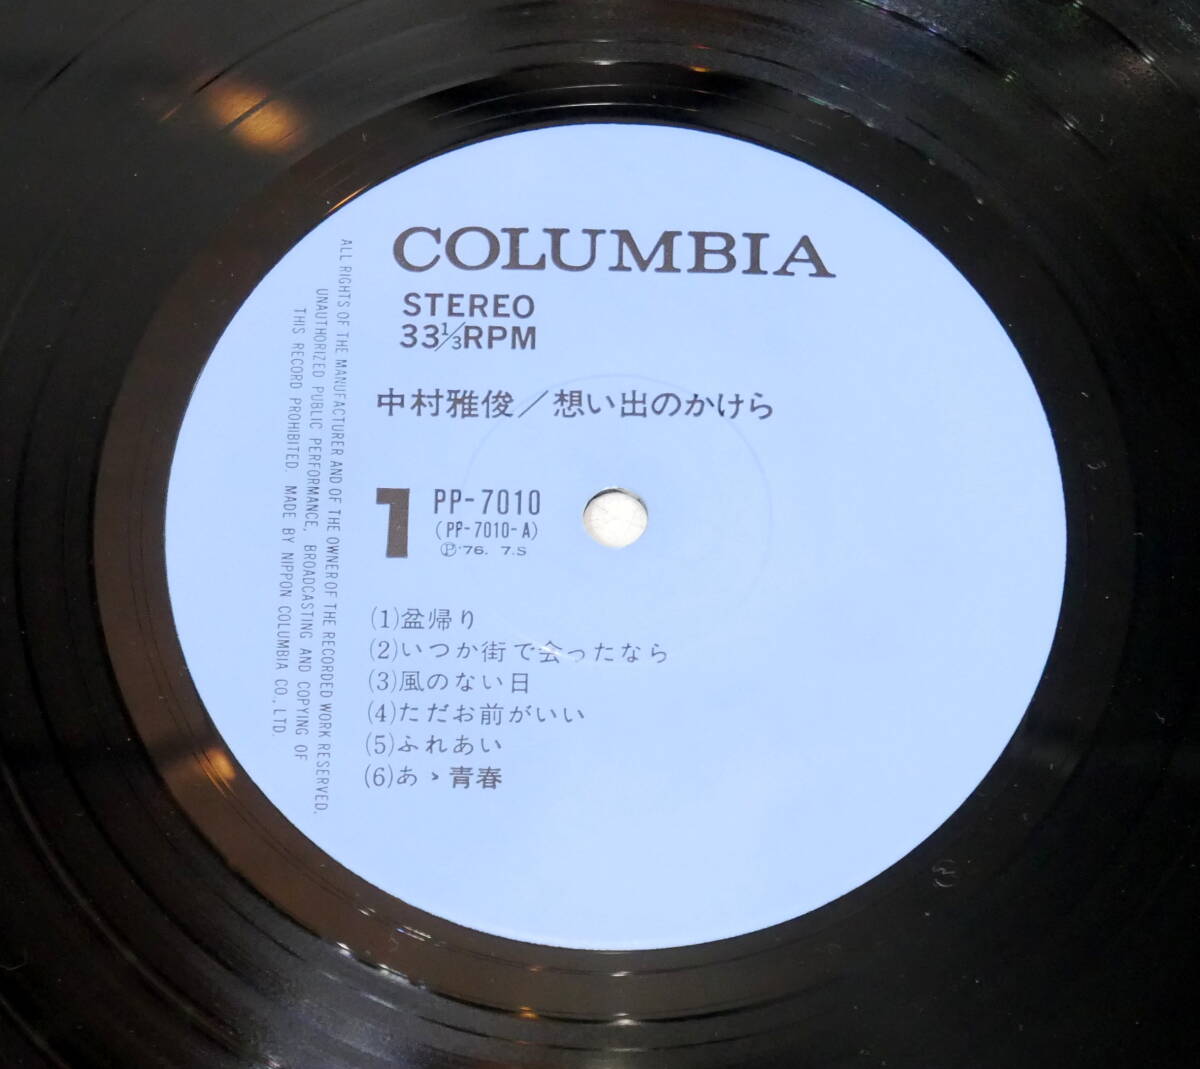 COLUMBIA
STEREO
33 1/3 RPM
中村雅俊／想い出のかけら
1
PP-7010
(PP-7010-A)
Ⓟ'76. 7.S
(1)盆帰り
(2)いつか街で会ったなら
(3)風のない日
(4)ただお前がいい
(5)ふれあい
(6)あゝ青春
ALL RIGHTS OF THE MANUFACTURER AND OF THE OWNER OF THE RECORDED WORK RESERVED.
UNAUTHORIZED PUBLIC PERFORMANCE, BROADCASTING AND COPYING OF
THIS RECORD PROHIBITED. MADE BY NIPPON COLUMBIA CO., LTD.